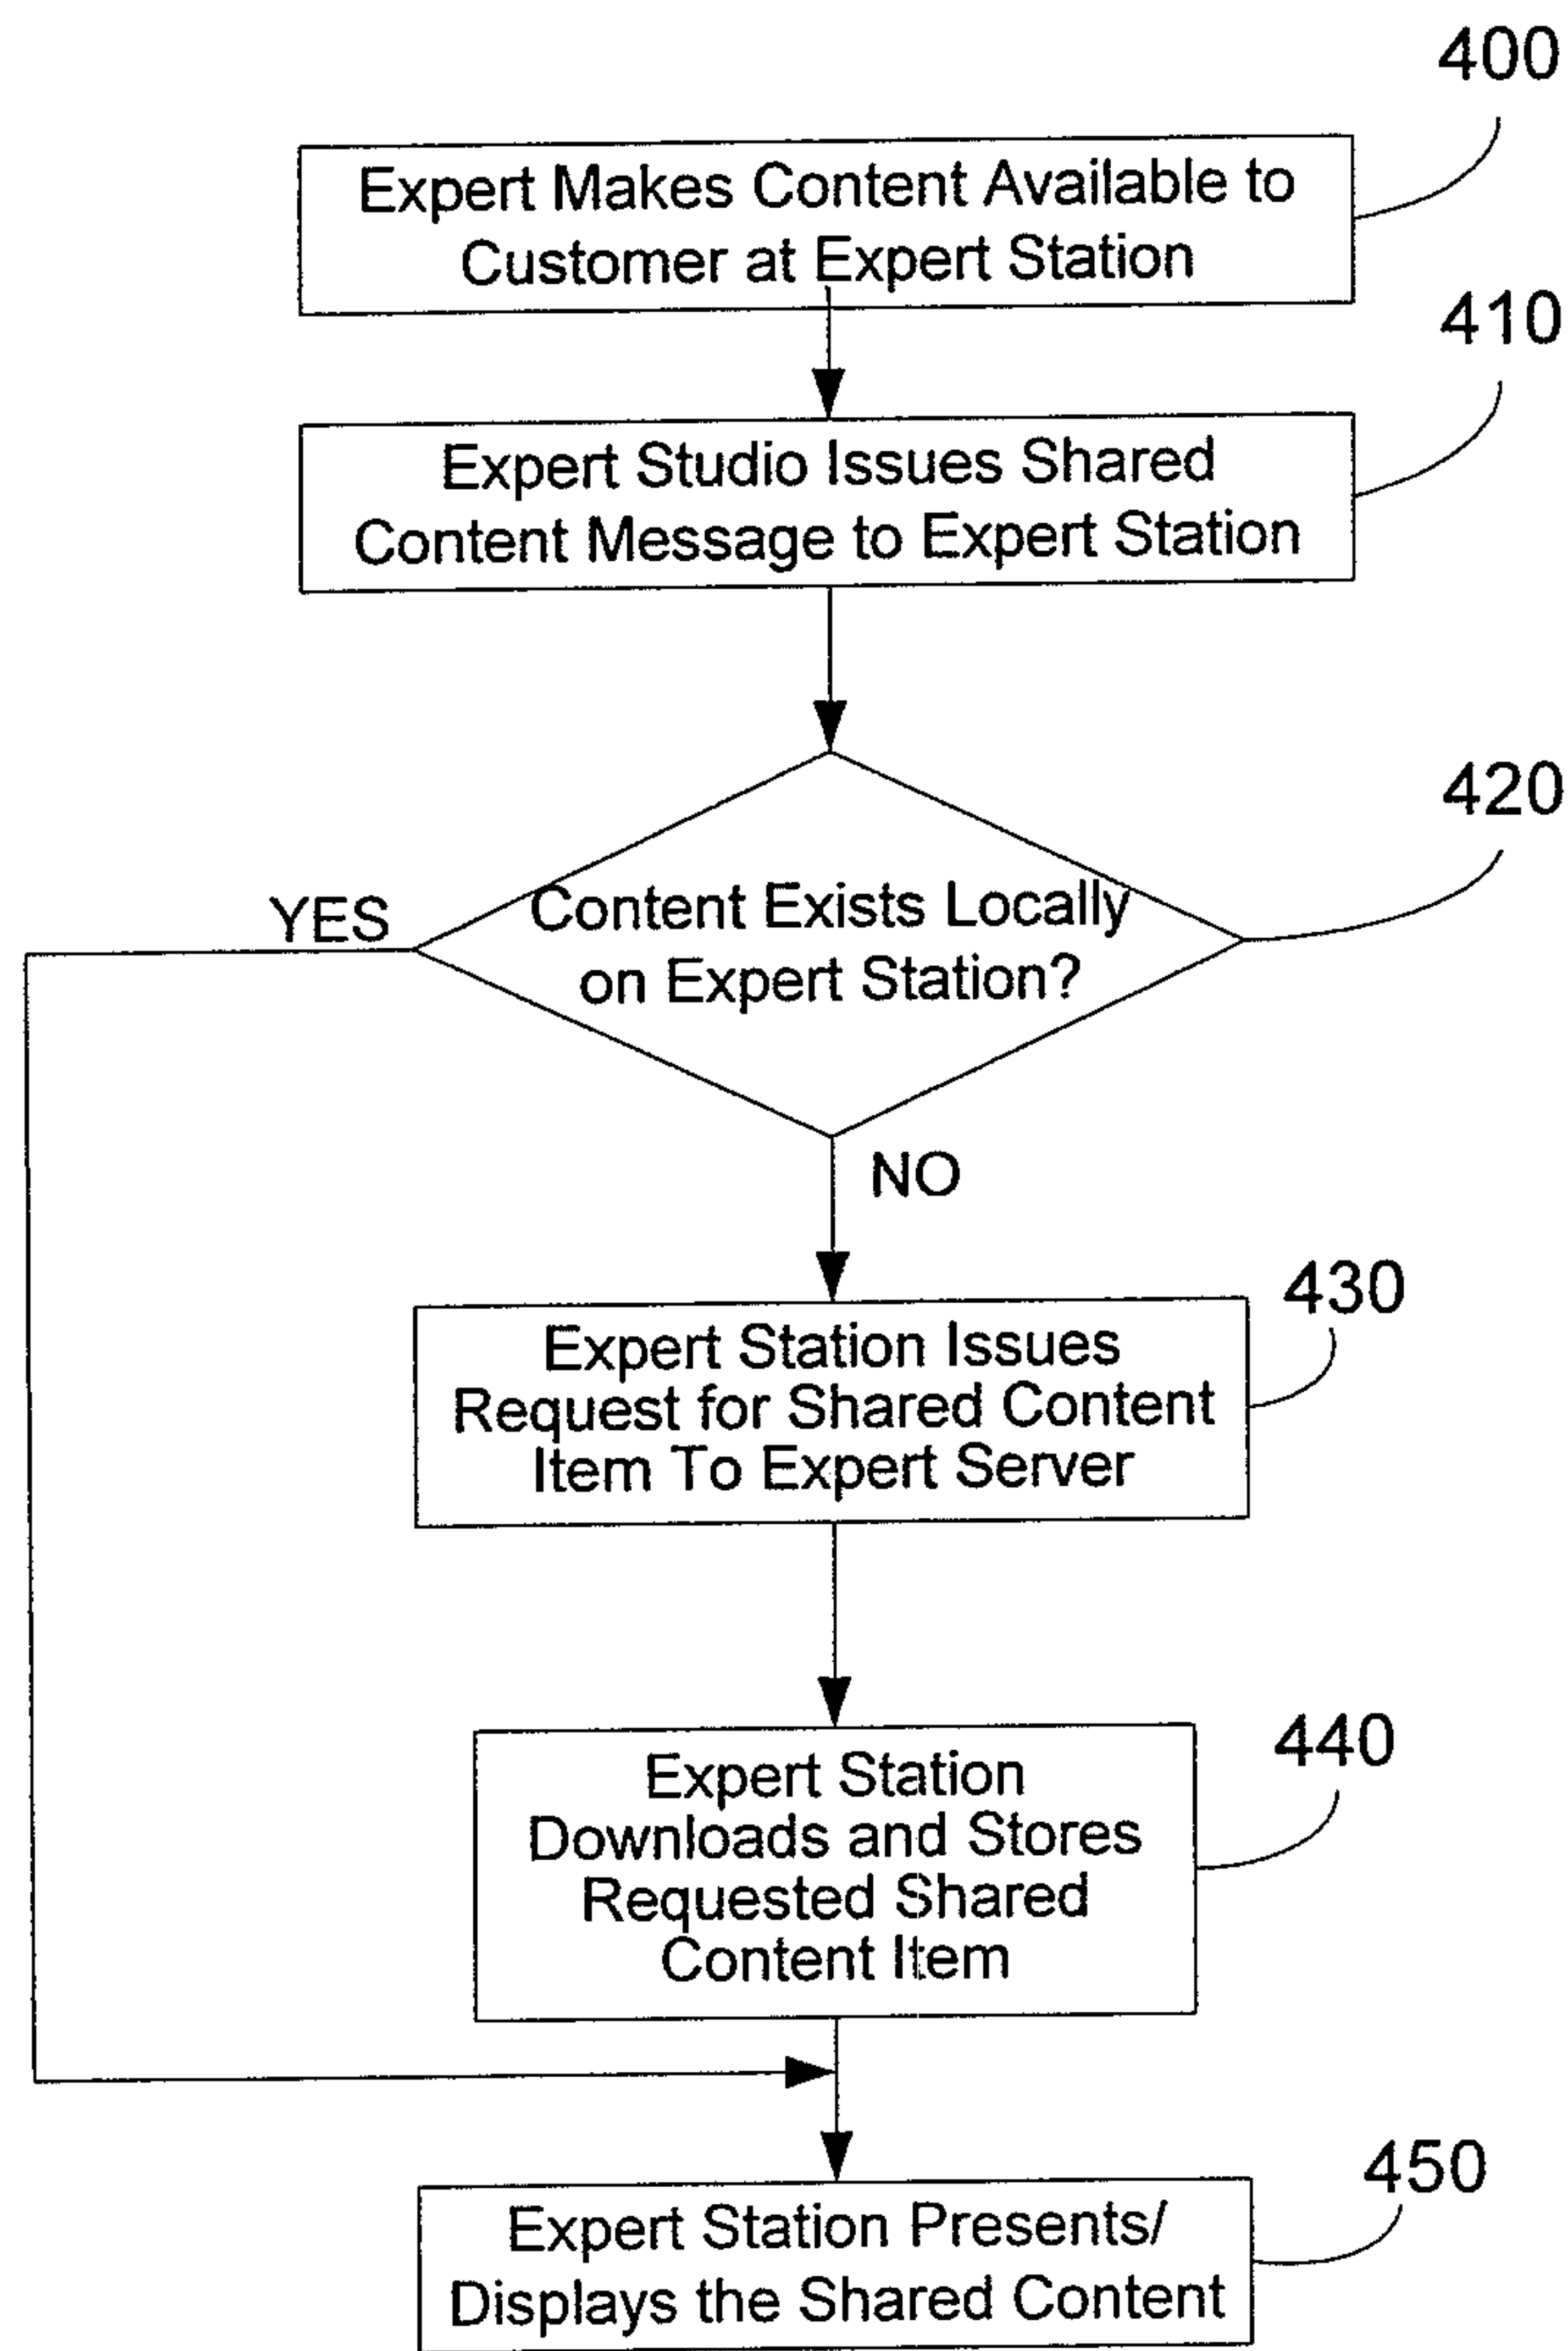 400
Expert Makes Content Available to
Customer at Expert Station
410
Expert Studio Issues Shared
Content Message to Expert Station
420
YES
Content Exists Locally
on Expert Station?
NO
430
Expert Station Issues
Request for Shared Content
Item To Expert Server
440
Expert Station
Downloads and Stores
Requested Shared
Content Item
450
Expert Station Presents/
Displays the Shared Content